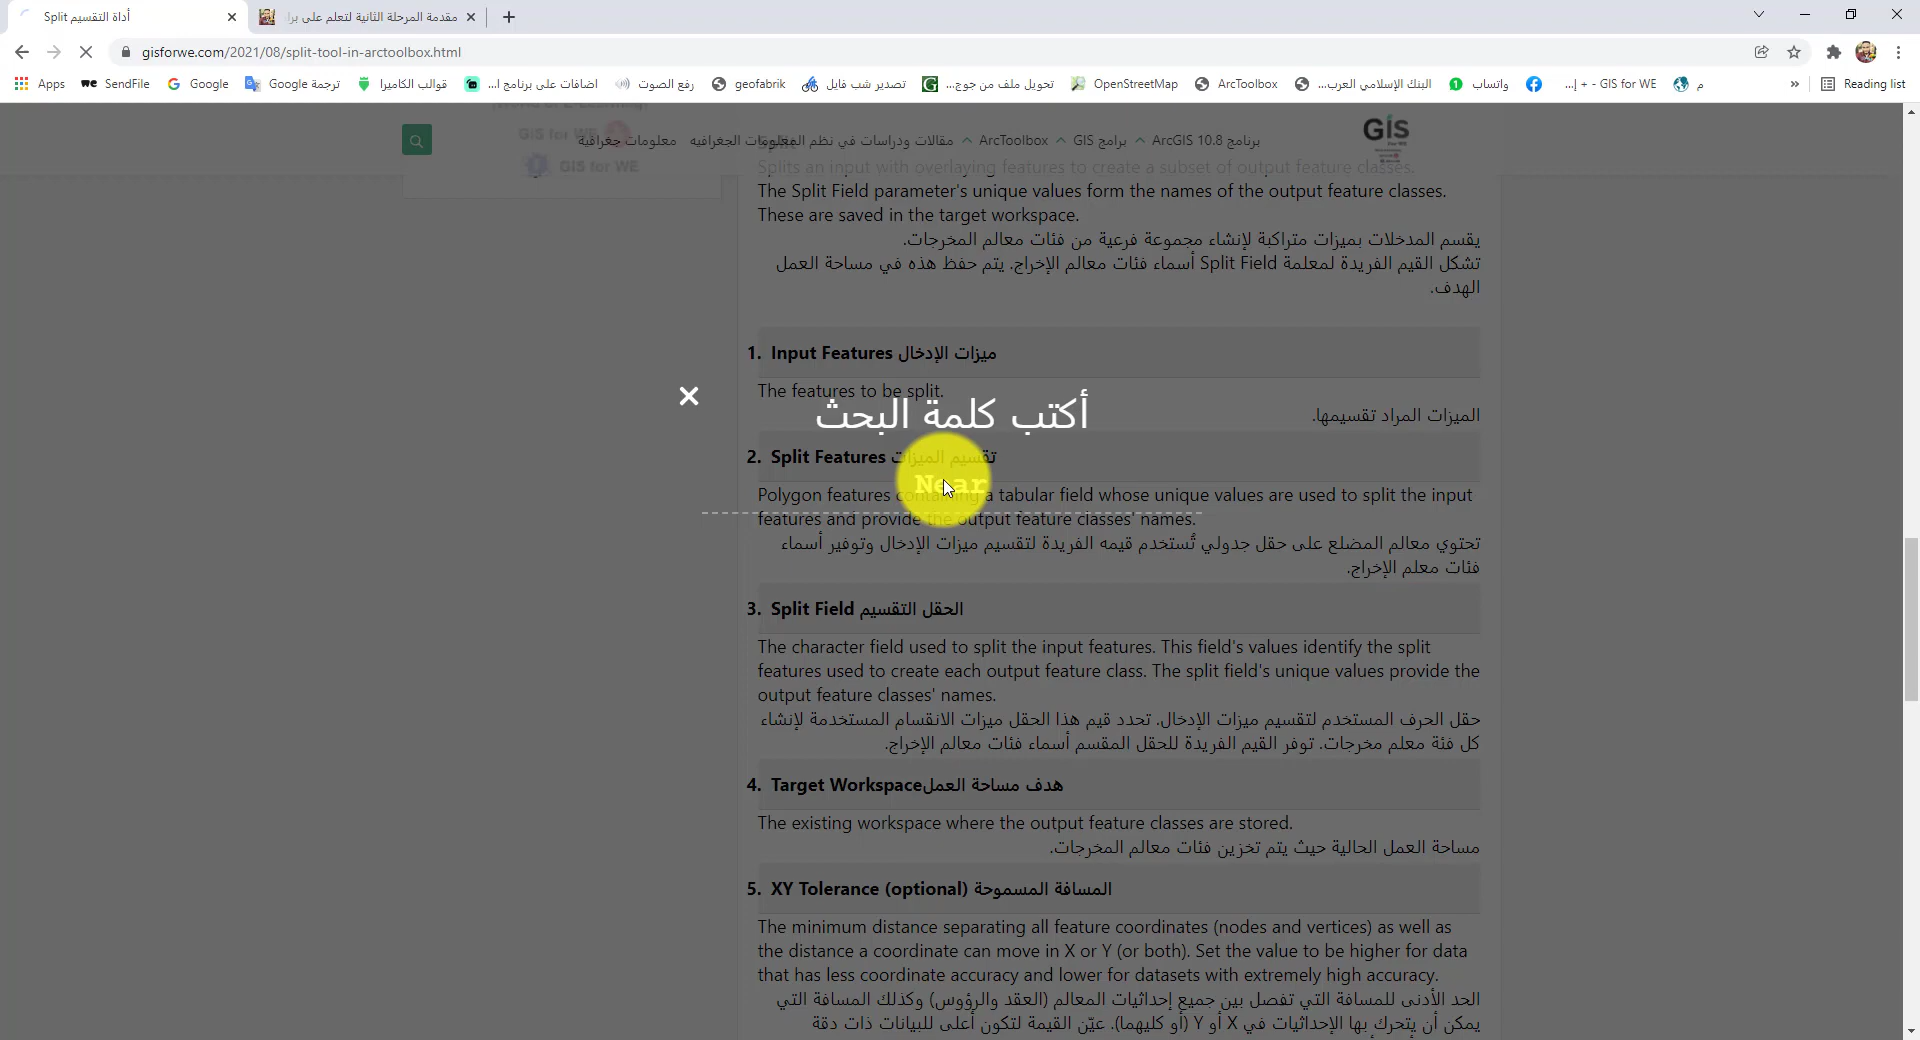 أداة التقسيم Split
مقدمة المرحلة الثانية لتعلم على برا
gisforwe.com/2021/08/split-tool-in-arctoolbox.html
Apps
SendFile
Google
ترجمة Google
قوالب الكاميرا
اضافات على برنامج ا...
رفع الصوت
geofabrik
تصدير شب فايل
تحويل ملف من جوج...
OpenStreetMap
ArcToolbox
البنك الإسلامي العرب...
واتساب
GIS for WE - + إ...
م
Reading list
GIS for WE
GIS for WE
معلومات جغرافية
مقالات ودراسات في نظم المعلومات الجغرافيه
ArcToolbox
برامج GIS
برنامج ArcGIS 10.8
GIS
Splits an input with overlaying features to create a subset of output feature classes.
The Split Field parameter's unique values form the names of the output feature classes.
These are saved in the target workspace.
يقسم المدخلات بميزات متراكبة لإنشاء مجموعة فرعية من فئات معالم المخرجات.
تشكل القيم الفريدة لمعلمة Split Field أسماء فئات معالم الإخراج. يتم حفظ هذه في مساحة العمل
الهدف.
1. Input Features ميزات الإدخال
The features to be split.
الميزات المراد تقسيمها.
أكتب كلمة البحث
2. Split Features تقسيم الميزات
Near
Polygon features containing a tabular field whose unique values are used to split the input
features and provide the output feature classes' names.
تحتوي معالم المضلع على حقل جدولي تُستخدم قيمه الفريدة لتقسيم ميزات الإدخال وتوفير أسماء
فئات معلم الإخراج.
3. Split Field الحقل التقسيم
The character field used to split the input features. This field's values identify the split
features used to create each output feature class. The split field's unique values provide the
output feature classes' names.
حقل الحرف المستخدم لتقسيم ميزات الإدخال. تحدد قيم هذا الحقل ميزات الانقسام المستخدمة لإنشاء
كل فئة معلم مخرجات. توفر القيم الفريدة للحقل المقسم أسماء فئات معالم الإخراج.
4. Target Workspace هدف مساحة العمل
The existing workspace where the output feature classes are stored.
مساحة العمل الحالية حيث يتم تخزين فئات معالم المخرجات.
5. XY Tolerance (optional) المسافة المسموحة
The minimum distance separating all feature coordinates (nodes and vertices) as well as
the distance a coordinate can move in X or Y (or both). Set the value to be higher for data
that has less coordinate accuracy and lower for datasets with extremely high accuracy.
الحد الأدنى للمسافة التي تفصل بين جميع إحداثيات المعالم (العقد والرؤوس) وكذلك المسافة التي
يمكن أن يتحرك بها الإحداثيات في X أو Y (أو كليهما). عيّن القيمة لتكون أعلى للبيانات ذات دقة